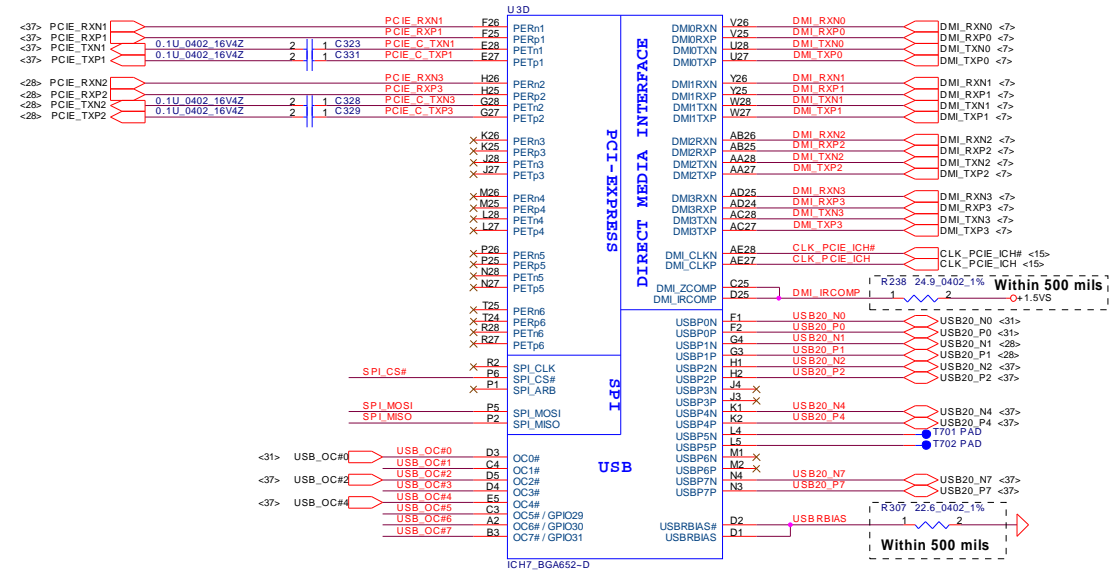 U3D
<37> PCIE_RXN1 PCIE_RXN1 F26 PERn1 DMI0RXN V26 DMI_RXN0 DMI_RXN0 <7>
<37> PCIE_RXP1 PCIE_RXP1 F25 PERp1 DMI0RXP V25 DMI_RXP0 DMI_RXP0 <7>
<37> PCIE_TXN1 0.1U_0402_16V4Z 2 1 C323 PCIE_C_TXN1 E28 PETn1 DMI0TXN U28 DMI_TXN0 DMI_TXN0 <7>
<37> PCIE_TXP1 0.1U_0402_16V4Z 2 1 C331 PCIE_C_TXP1 E27 PETp1 DMI0TXP U27 DMI_TXP0 DMI_TXP0 <7>
<28> PCIE_RXN2 PCIE_RXN3 H26 PERn2 DMI1RXN Y26 DMI_RXN1 DMI_RXN1 <7>
<28> PCIE_RXP2 PCIE_RXP3 H25 PERp2 DMI1RXP Y25 DMI_RXP1 DMI_RXP1 <7>
<28> PCIE_TXN2 0.1U_0402_16V4Z 2 1 C328 PCIE_C_TXN3 G28 PETn2 DMI1TXN W28 DMI_TXN1 DMI_TXN1 <7>
<28> PCIE_TXP2 0.1U_0402_16V4Z 2 1 C329 PCIE_C_TXP3 G27 PETp2 DMI1TXP W27 DMI_TXP1 DMI_TXP1 <7>
K26 PERn3 DMI2RXN AB26 DMI_RXN2 DMI_RXN2 <7>
K25 PERp3 DMI2RXP AB25 DMI_RXP2 DMI_RXP2 <7>
J28 PETn3 DMI2TXN AA28 DMI_TXN2 DMI_TXN2 <7>
J27 PETp3 DMI2TXP AA27 DMI_TXP2 DMI_TXP2 <7>
M26 PERn4 DMI3RXN AD25 DMI_RXN3 DMI_RXN3 <7>
M25 PERp4 DMI3RXP AD24 DMI_RXP3 DMI_RXP3 <7>
L28 PETn4 DMI3TXN AC28 DMI_TXN3 DMI_TXN3 <7>
L27 PETp4 DMI3TXP AC27 DMI_TXP3 DMI_TXP3 <7>
PCI-EXPRESS
DIRECT MEDIA INTERFACE
P26 PERn5 DMI_CLKN AE28 CLK_PCIE_ICH# CLK_PCIE_ICH# <15>
P25 PERp5 DMI_CLKP AE27 CLK_PCIE_ICH CLK_PCIE_ICH <15>
N28 PETn5
N27 PETp5
DMI_ZCOMP C25 R238 24.9_0402_1% Within 500 mils
DMI_IRCOMP D25 DMI_IRCOMP 1 2 +1.5VS
T25 PERn6 USBP0N F1 USB20_N0 USB20_N0 <31>
T24 PERp6 USBP0P F2 USB20_P0 USB20_P0 <31>
R28 PETn6 USBP1N G4 USB20_N1 USB20_N1 <28>
R27 PETp6 USBP1P G3 USB20_P1 USB20_P1 <28>
R2 SPI_CLK USBP2N H1 USB20_N2 USB20_N2 <37>
SPI_CS# P6 SPI_CS# USBP2P H2 USB20_P2 USB20_P2 <37>
P1 SPI_ARB USBP3N J4
SPI
USBP3P J3
SPI_MOSI P5 SPI_MOSI USBP4N K1 USB20_N4 USB20_N4 <37>
SPI_MISO P2 SPI_MISO USBP4P K2 USB20_P4 USB20_P4 <37>
USBP5N L4 T701 PAD
USBP5P L5 T702 PAD
<31> USB_OC#0 USB_OC#0 D3 OC0# USBP6N M1
USB_OC#1 C4 OC1# USB USBP6P M2
<37> USB_OC#2 USB_OC#2 D5 OC2# USBP7N N4 USB20_N7 USB20_N7 <37>
USB_OC#3 D4 OC3# USBP7P N3 USB20_P7 USB20_P7 <37>
<37> USB_OC#4 USB_OC#4 E5 OC4#
USB_OC#5 C3 OC5# / GPIO29 R307 22.6_0402_1%
USB_OC#6 A2 OC6# / GPIO30 USBRBIAS# D2 USBRBIAS 1 2
USB_OC#7 B3 OC7# / GPIO31 USBRBIAS D1
Within 500 mils
ICH7_BGA652~D